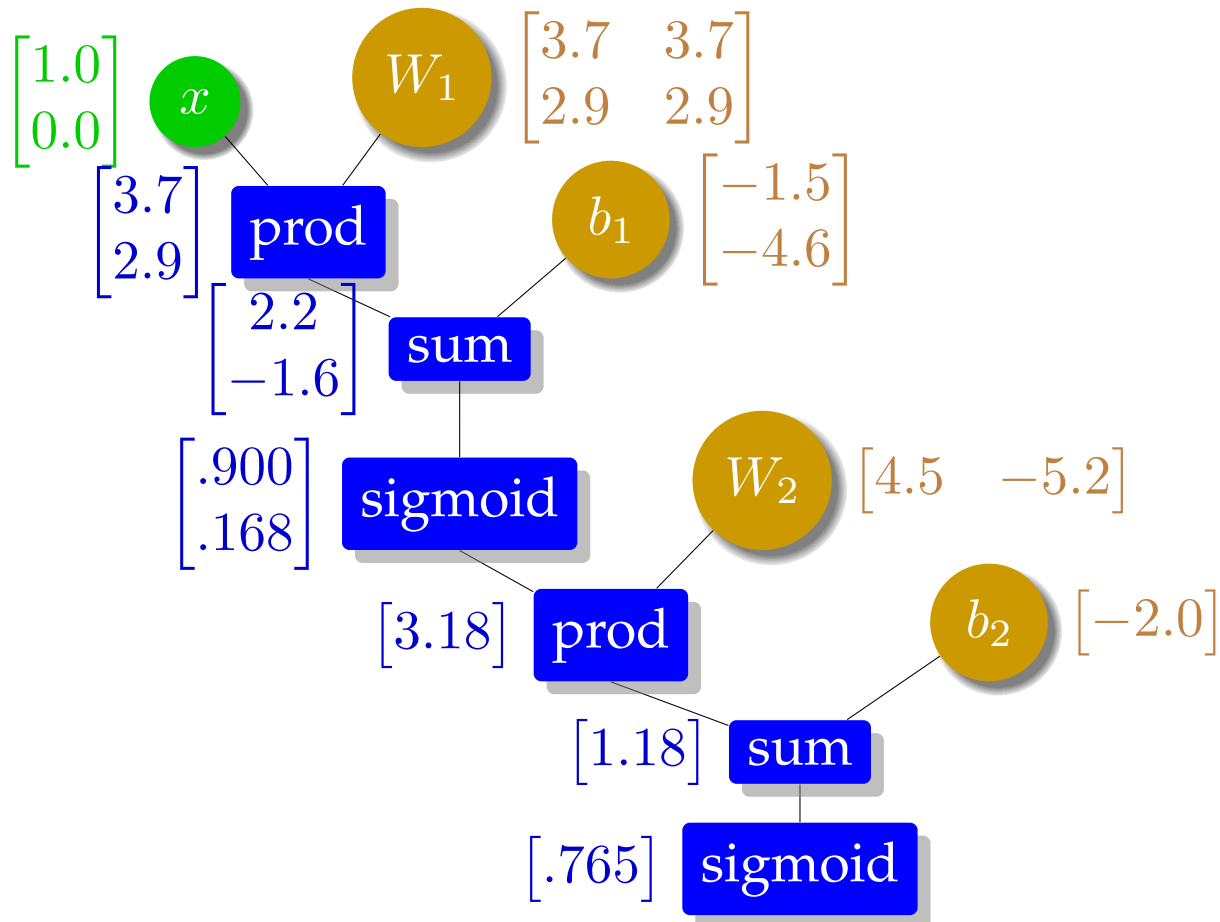 [1.0
0.0]
x
W₁
[3.7 3.7
2.9 2.9]
[3.7
2.9]
prod
b₁
[−1.5
−4.6]
[2.2
−1.6]
sum
[.900
.168]
sigmoid
W₂
[4.5 −5.2]
[3.18]
prod
b₂
[−2.0]
[1.18]
sum
[.765]
sigmoid